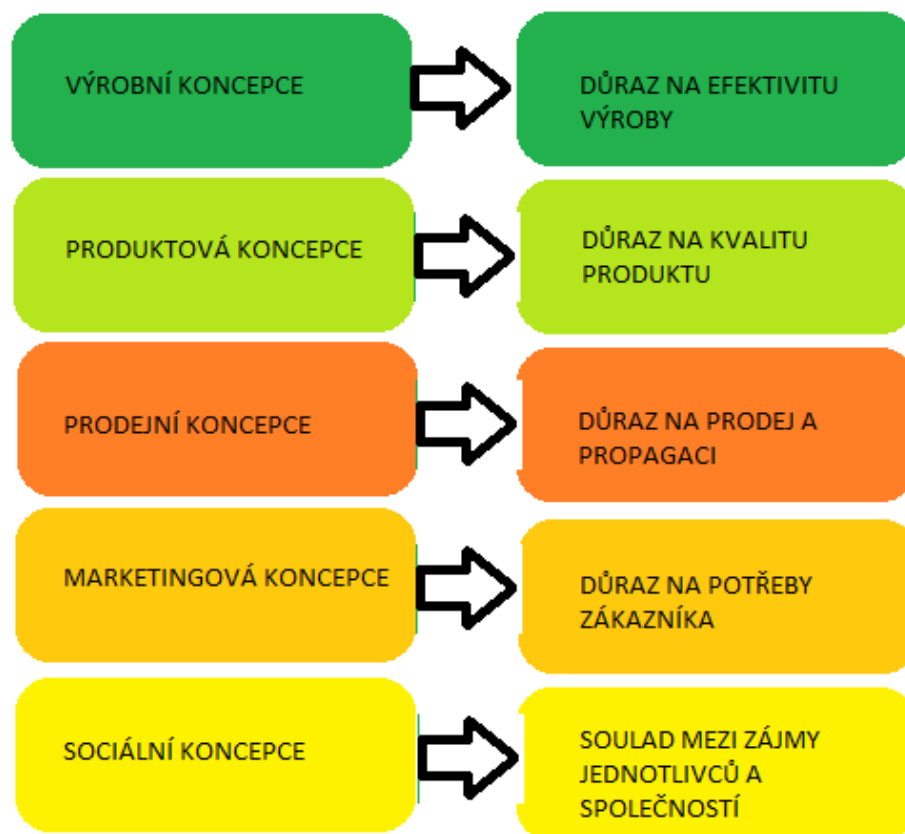 VÝROBNÍ KONCEPCE
DŮRAZ NA EFEKTIVITU
VÝROBY
PRODUKTOVÁ KONCEPCE
DŮRAZ NA KVALITU
PRODUKTU
PRODEJNÍ KONCEPCE
DŮRAZ NA PRODEJ A
PROPAGACI
MARKETINGOVÁ KONCEPCE
DŮRAZ NA POTŘEBY
ZÁKAZNÍKA
SOCIÁLNÍ KONCEPCE
SOULAD MEZI ZÁJMY
JEDNOTLIVCŮ A
SPOLEČNOSTÍ